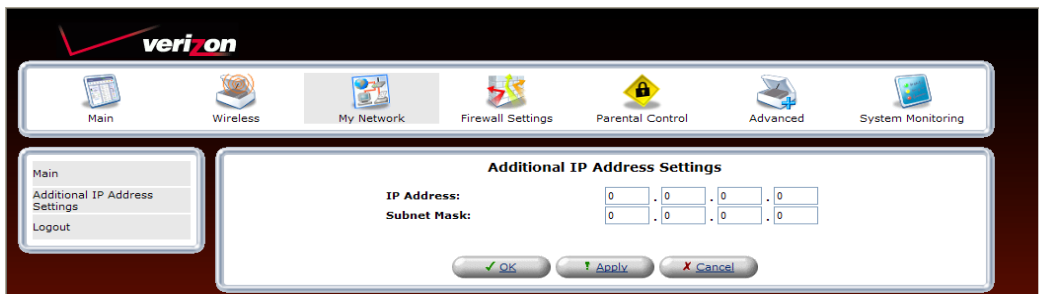 verizon
Main Wireless My Network Firewall Settings Parental Control Advanced System Monitoring
Main
Additional IP Address
Settings
Logout
Additional IP Address Settings
IP Address: 0 . 0 . 0 . 0
Subnet Mask: 0 . 0 . 0 . 0
OK Apply Cancel